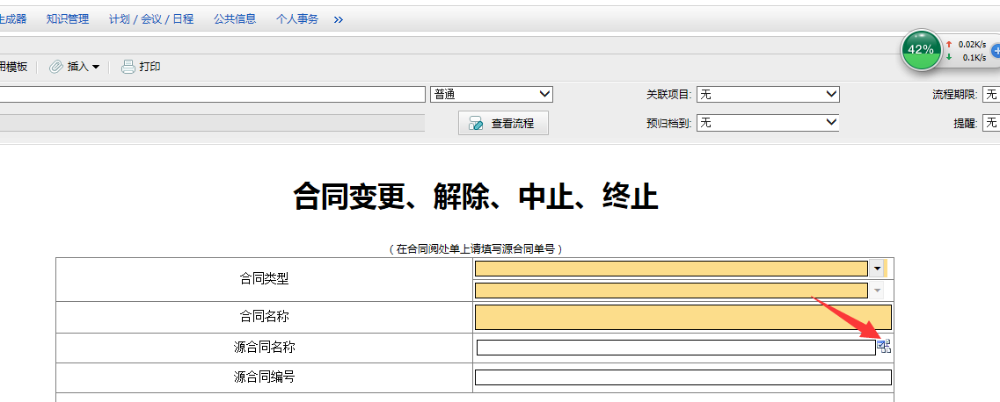 生成器 知识管理 计划 / 会议 / 日程 公共信息 个人事务 >>
42% 0.02K/s
0.1K/s
用模板 插入 打印
普通 关联项目: 无 流程期限: 无
查看流程 预归档到: 无 提醒: 无
合同变更、解除、中止、终止
（在合同阅处单上请填写源合同单号）
合同类型
合同名称
源合同名称
源合同编号